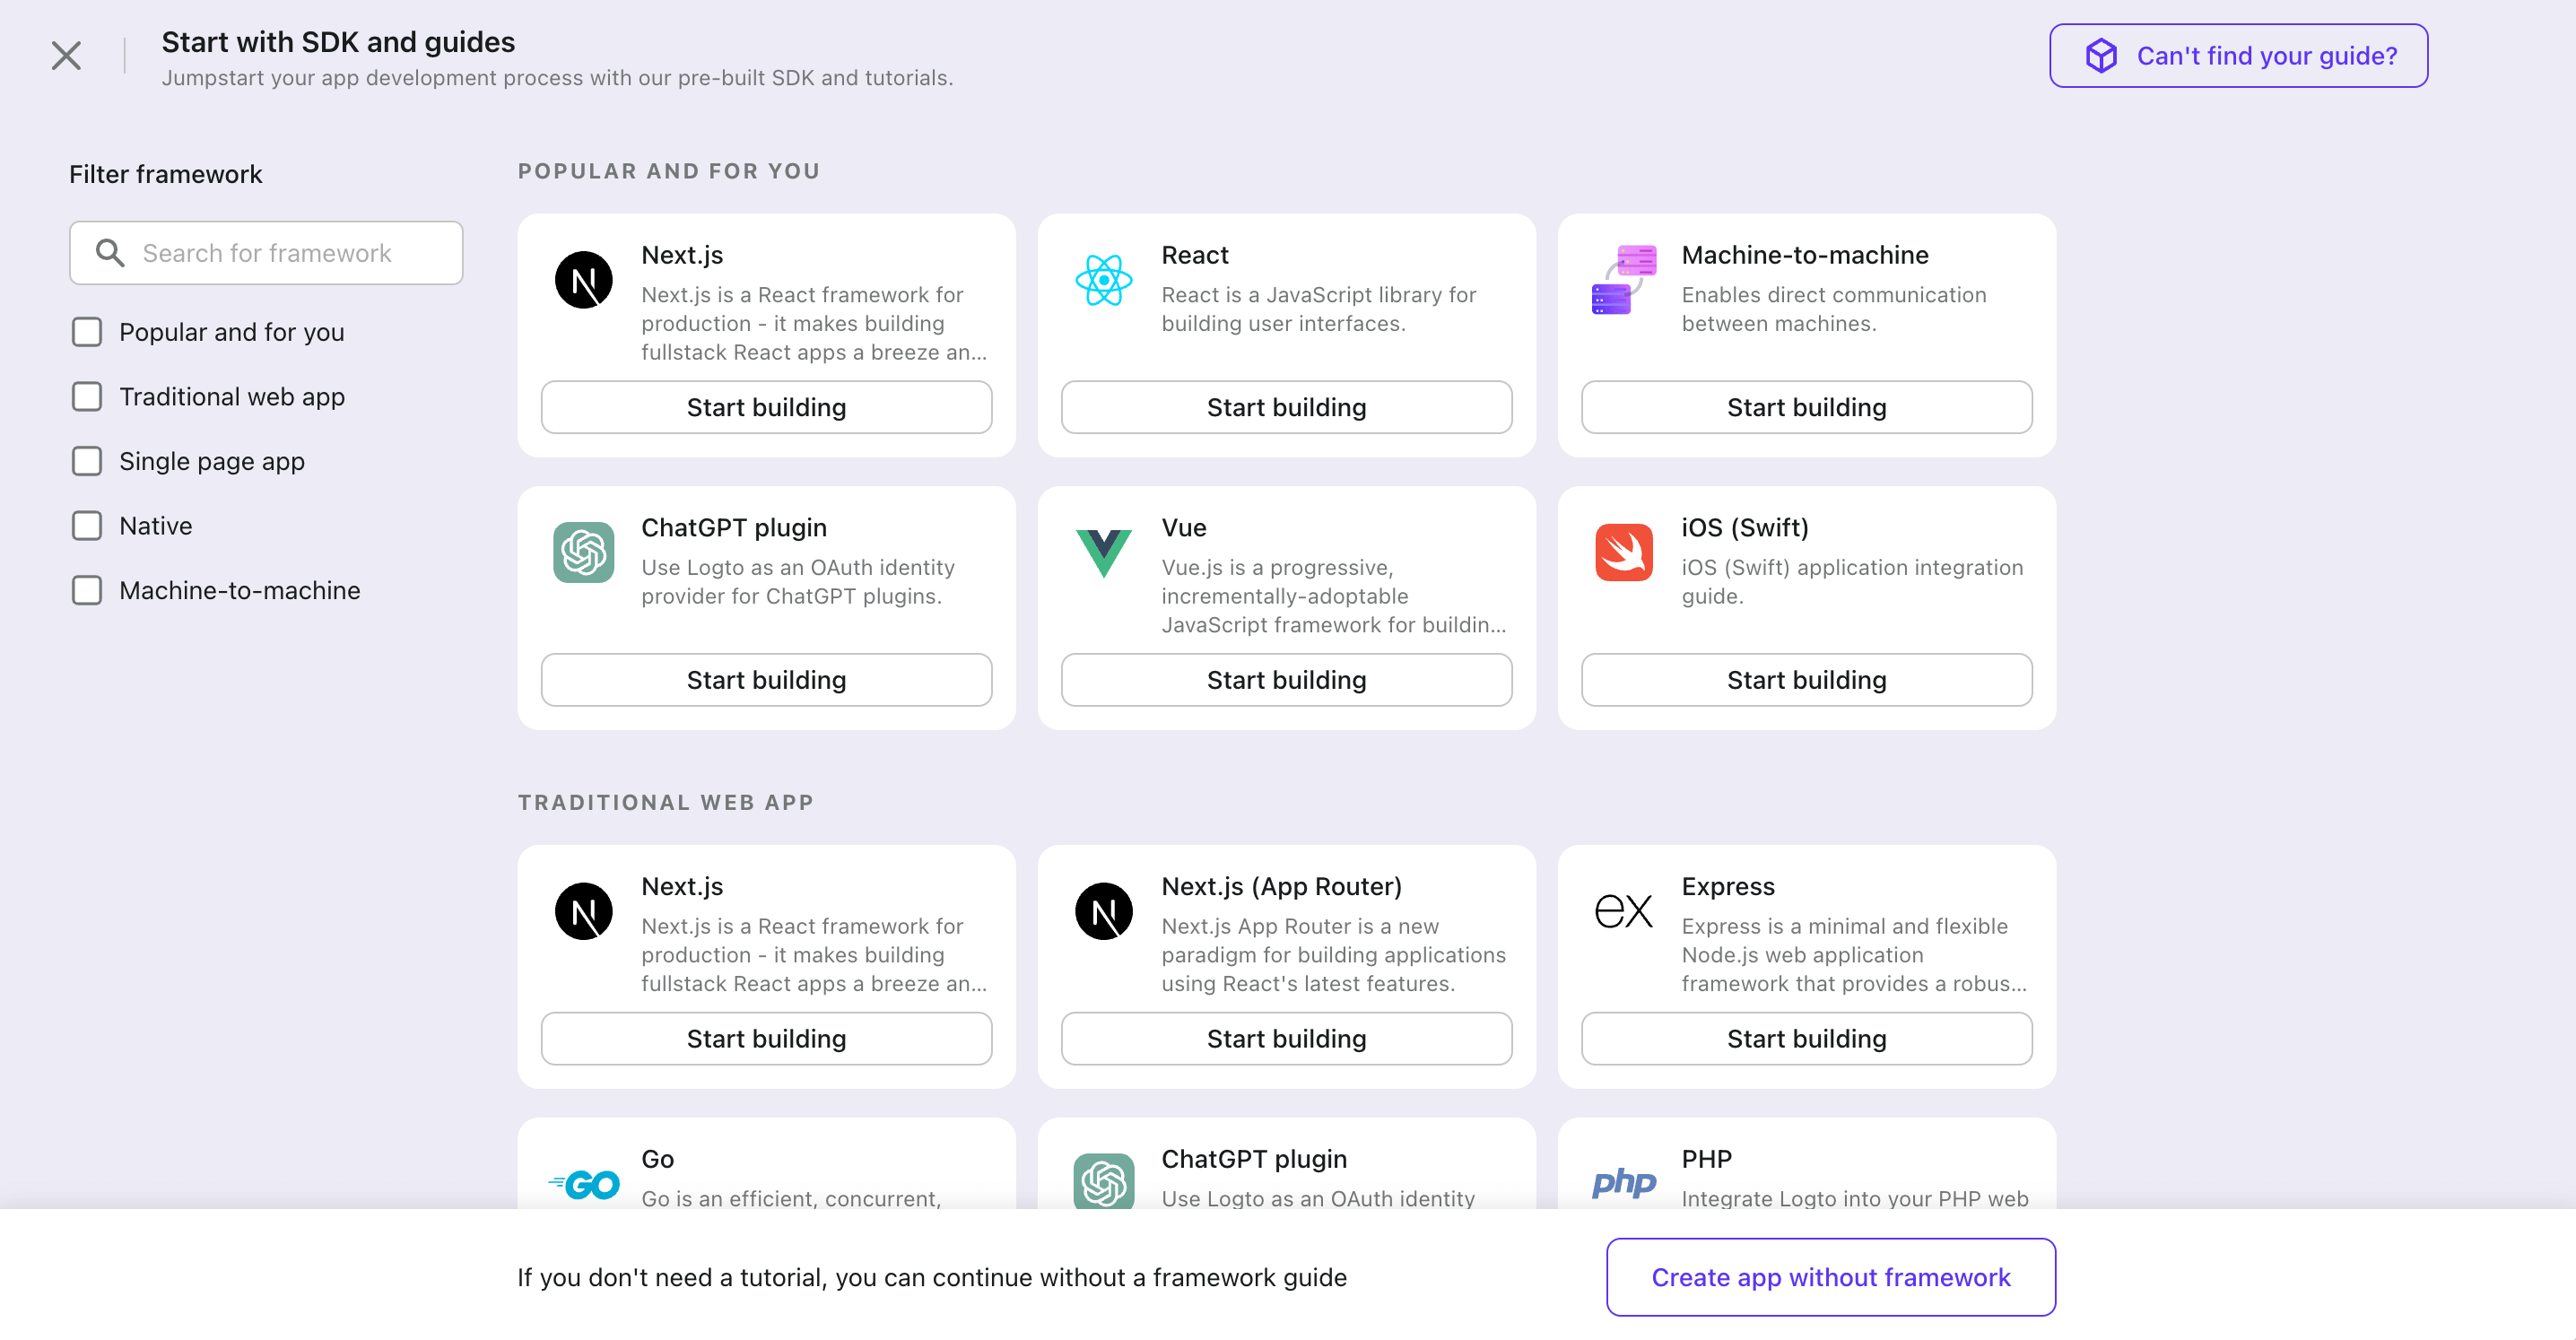 Start with SDK and guides
Jumpstart your app development process with our pre-built SDK and tutorials.
Can't find your guide?
Filter framework
Search for framework
Popular and for you
Traditional web app
Single page app
Native
Machine-to-machine
POPULAR AND FOR YOU
Next.js
Next.js is a React framework for
production - it makes building
fullstack React apps a breeze an...
Start building
React
React is a JavaScript library for
building user interfaces.
Start building
Machine-to-machine
Enables direct communication
between machines.
Start building
ChatGPT plugin
Use Logto as an OAuth identity
provider for ChatGPT plugins.
Start building
Vue
Vue.js is a progressive,
incrementally-adoptable
JavaScript framework for buildin...
Start building
iOS (Swift)
iOS (Swift) application integration
guide.
Start building
TRADITIONAL WEB APP
N
Next.js
Next.js is a React framework for
production - it makes building
fullstack React apps a breeze an...
Start building
N
Next.js (App Router)
Next.js App Router is a new
paradigm for building applications
using React's latest features.
Start building
ex
Express
Express is a minimal and flexible
Node.js web application
framework that provides a robus...
Start building
GO
Go
Go is an efficient, concurrent,
ChatGPT plugin
Use Logto as an OAuth identity
php
PHP
Integrate Logto into your PHP web
If you don't need a tutorial, you can continue without a framework guide
Create app without framework